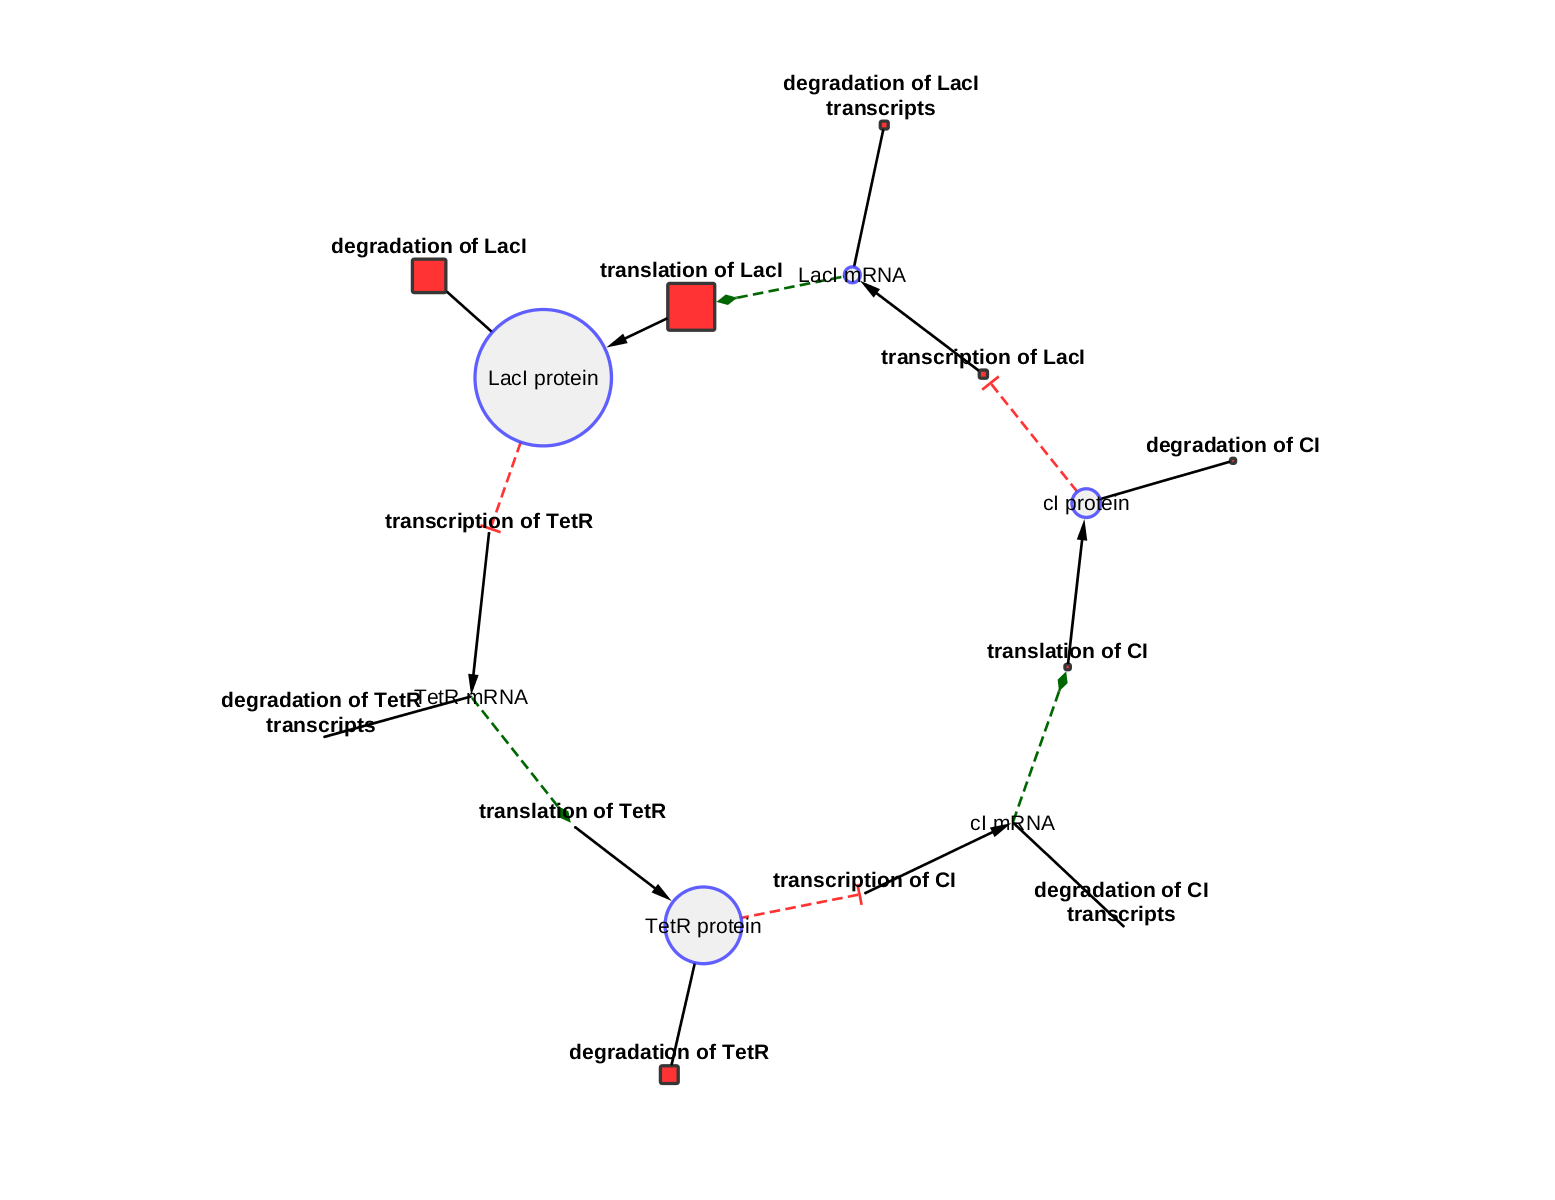 degradation of LacI
transcripts
degradation of LacI
translation of LacI
LacI mRNA
transcription of LacI
LacI protein
degradation of CI
cI protein
transcription of TetR
translation of CI
degradation of TetR
transcripts
TetR mRNA
translation of TetR
cI mRNA
transcription of CI
degradation of CI
transcripts
TetR protein
degradation of TetR